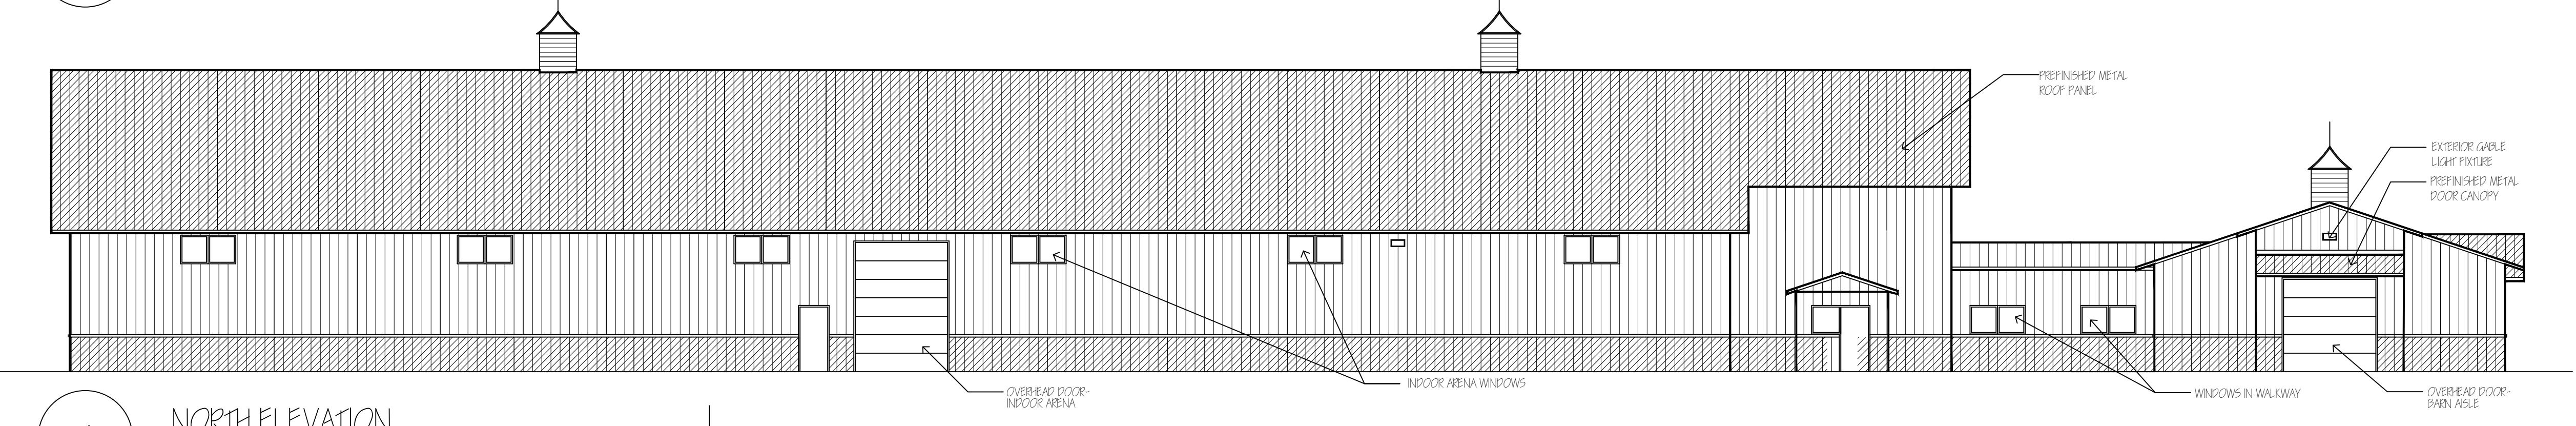 PREFINISHED METAL
ROOF PANEL
EXTERIOR GABLE
LIGHT FIXTURE
PREFINISHED METAL
DOOR CANOPY
OVERHEAD DOOR-
INDOOR ARENA
INDOOR ARENA WINDOWS
WINDOWS IN WALKWAY
OVERHEAD DOOR-
BARN AISLE
NORTH ELEVATION